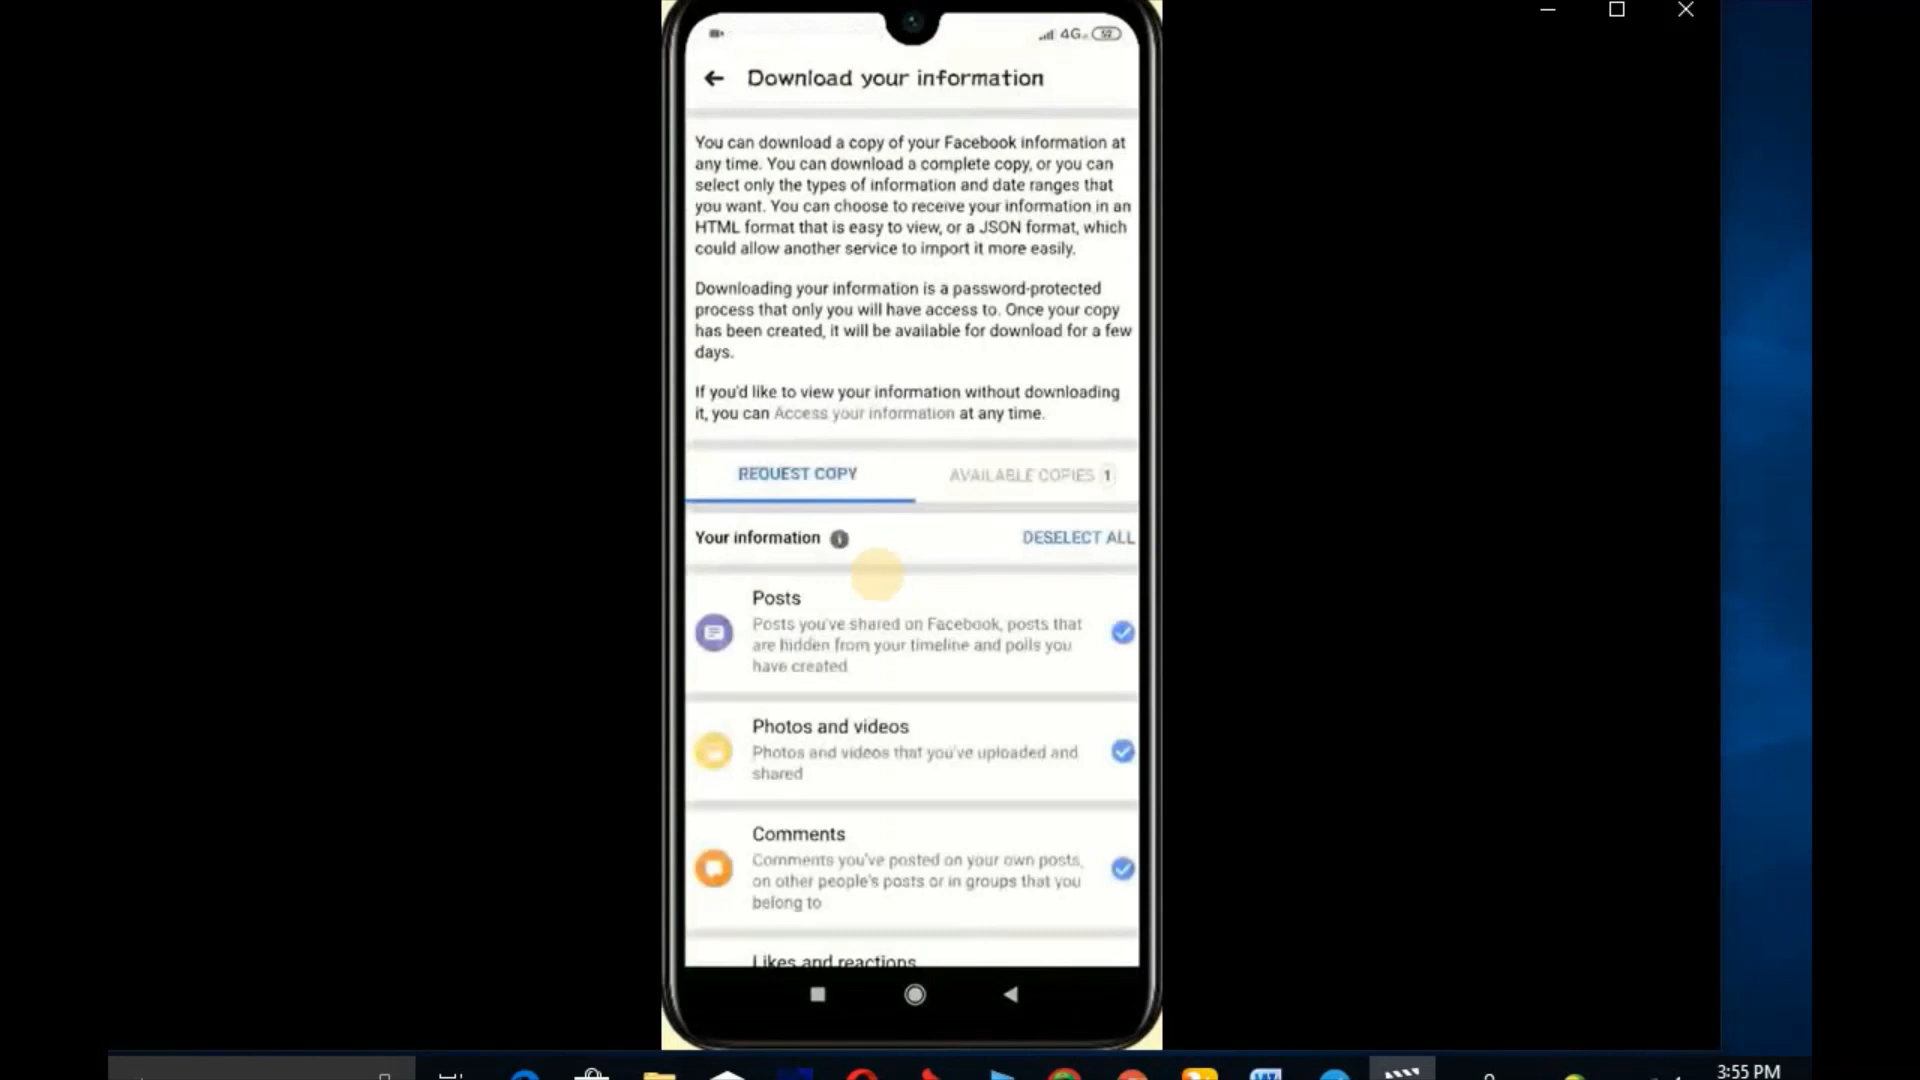 4G
52
Download your information
You can download a copy of your Facebook information at
any time. You can download a complete copy, or you can
select only the types of information and date ranges that
you want. You can choose to receive your information in an
HTML format that is easy to view, or a JSON format, which
could allow another service to import it more easily.
Downloading your information is a password-protected
process that only you will have access to. Once your copy
has been created, it will be available for download for a few
days.
If you'd like to view your information without downloading
it, you can Access your information at any time.
REQUEST COPY
AVAILABLE COPIES 1
Your information
DESELECT ALL
Posts
Posts you've shared on Facebook, posts that
are hidden from your timeline and polls you
have created
Photos and videos
Photos and videos that you've uploaded and
shared
Comments
Comments you've posted on your own posts,
on other people's posts or in groups that you
belong to
Likes and reactions
3:55 PM